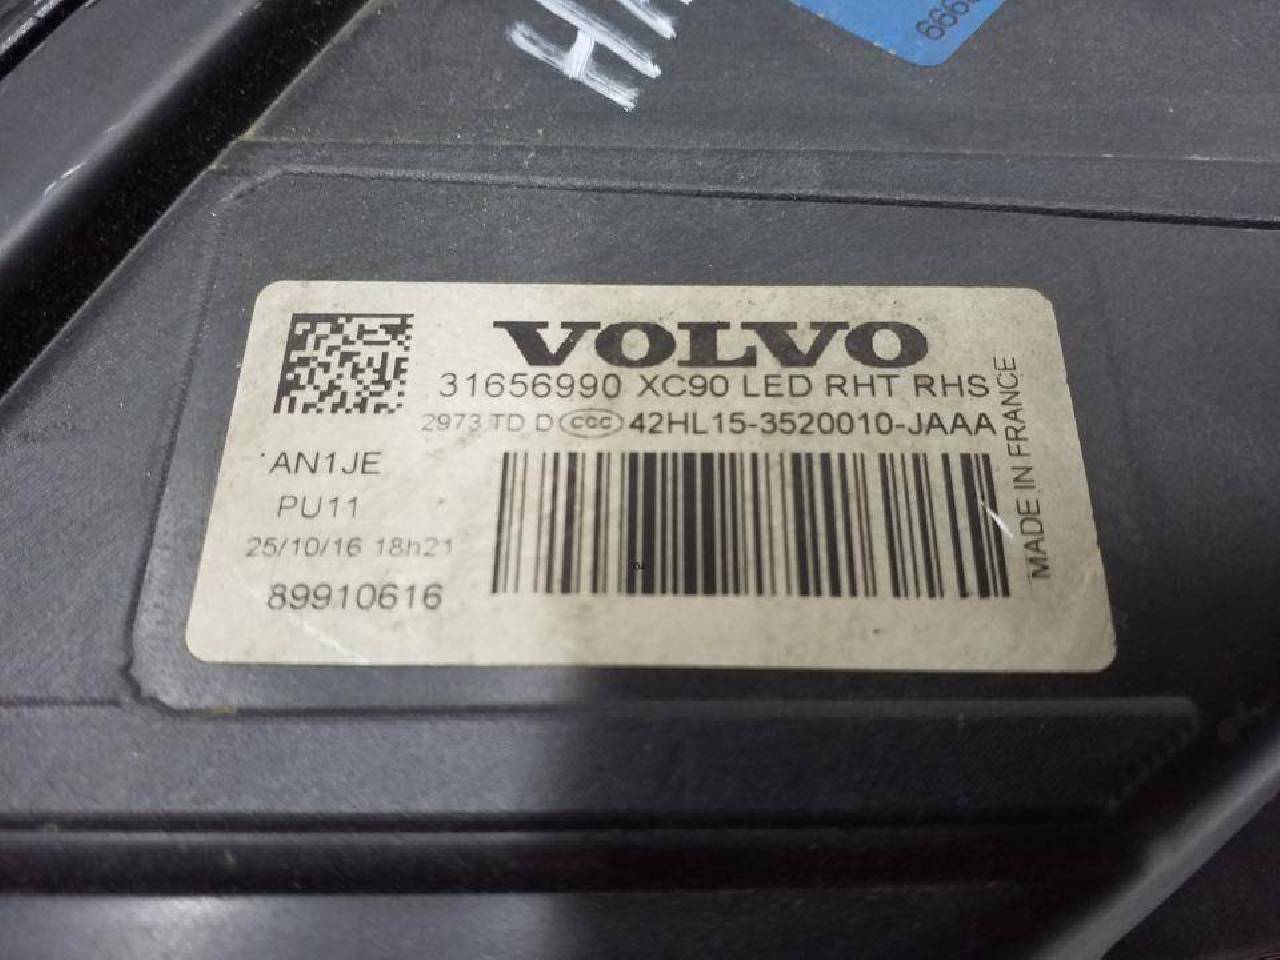 VOLVO
31656990 XC90 LED RHT RHS
2973 TD D CCC 42HL15-3520010-JAAA
AN1JE
PU11
25/10/16 18h21
89910616
MADE IN FRANCE